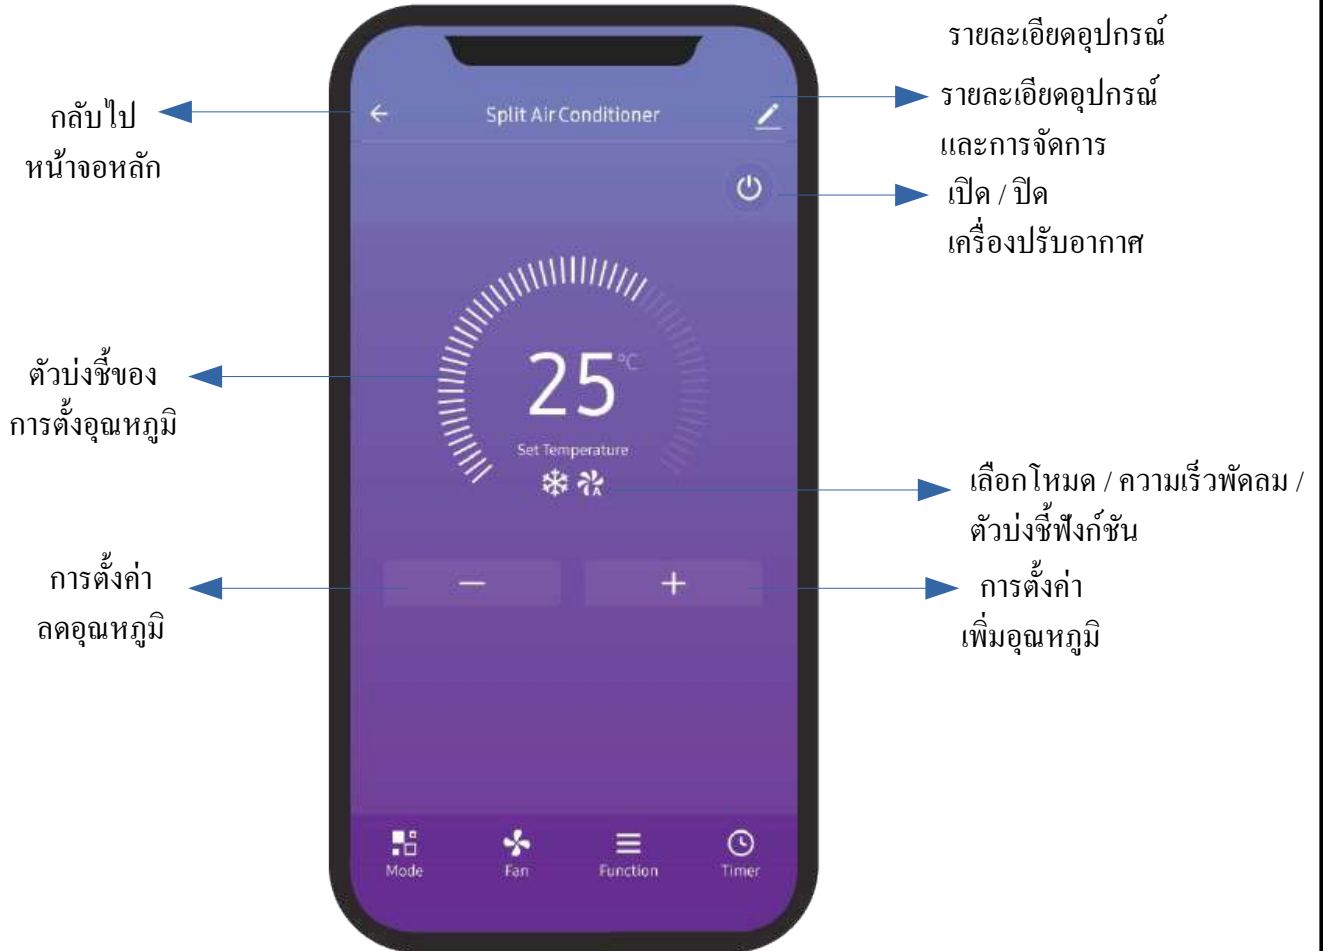 รายละเอียดอุปกรณ์
กลับไป
หน้าจอหลัก
Split Air Conditioner
รายละเอียดอุปกรณ์
และการจัดการ
เปิด / ปิด
เครื่องปรับอากาศ
ตัวบ่งชี้ของ
การตั้งอุณหภูมิ
25 °C
Set Temperature
A
เลือกโหมด / ความเร็วพัดลม /
ตัวบ่งชี้ฟังก์ชัน
การตั้งค่า
ลดอุณหภูมิ
−
+
การตั้งค่า
เพิ่มอุณหภูมิ
Mode
Fan
Function
Timer